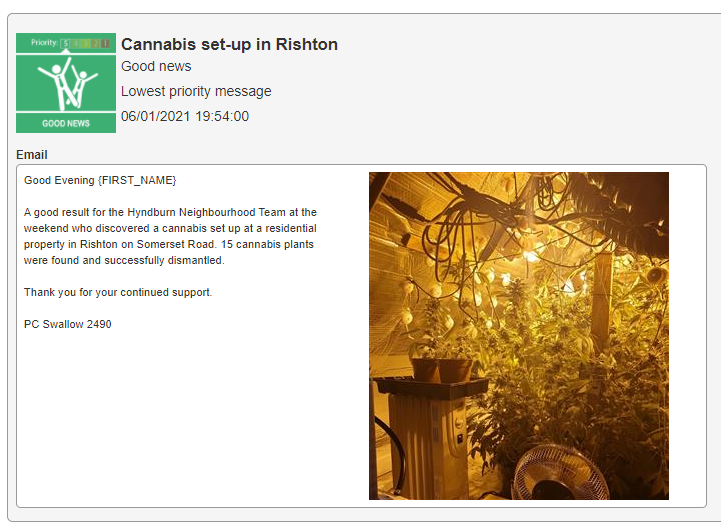 Priority: 5 4 3 2 1
GOOD NEWS
Cannabis set-up in Rishton
Good news
Lowest priority message
06/01/2021 19:54:00
Email
Good Evening {FIRST_NAME}
A good result for the Hyndburn Neighbourhood Team at the
weekend who discovered a cannabis set up at a residential
property in Rishton on Somerset Road. 15 cannabis plants
were found and successfully dismantled.
Thank you for your continued support.
PC Swallow 2490